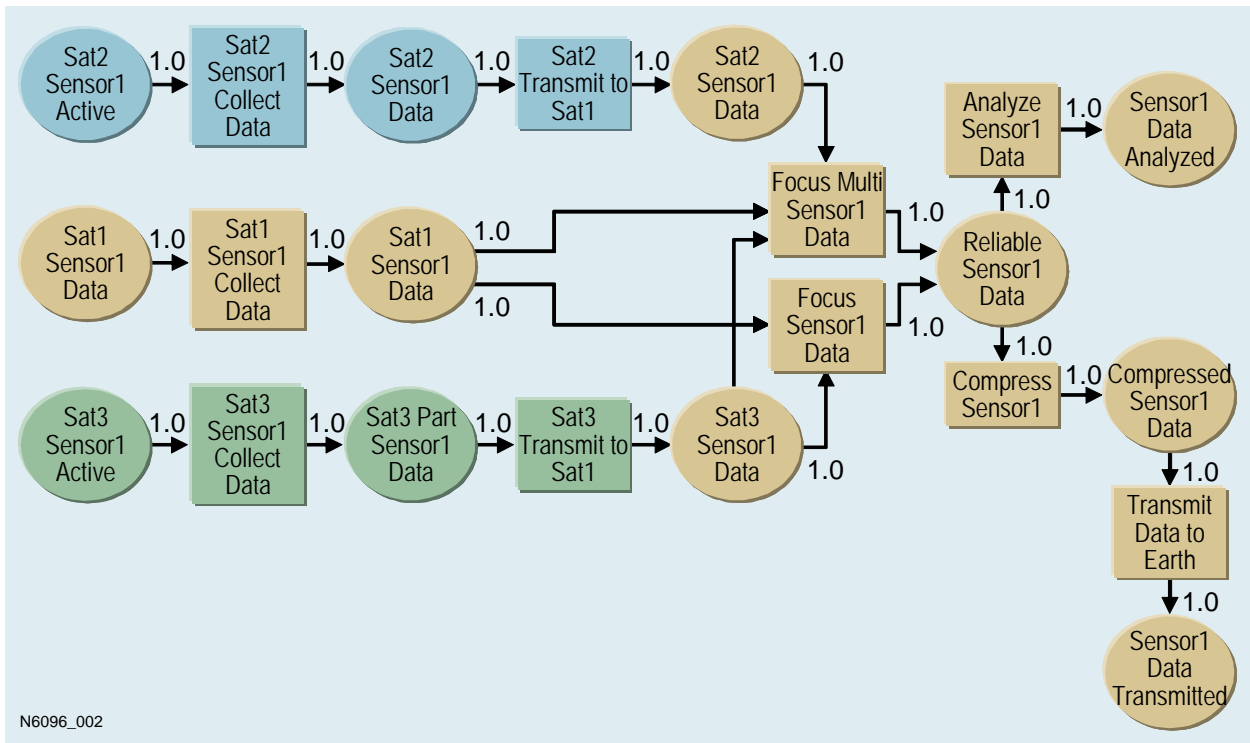 Sat2
Sensor1
Active
1.0
Sat2
Sensor1
Collect
Data
1.0
Sat2
Sensor1
Data
1.0
Sat2
Transmit to
Sat1
1.0
Sat2
Sensor1
Data
1.0
Sat1
Sensor1
Data
1.0
Sat1
Sensor1
Collect
Data
1.0
Sat1
Sensor1
Data
1.0
1.0
Sat3
Sensor1
Active
1.0
Sat3
Sensor1
Collect
Data
1.0
Sat3 Part
Sensor1
Data
1.0
Sat3
Transmit to
Sat1
1.0
Sat3
Sensor1
Data
1.0
Focus Multi
Sensor1
Data
1.0
Focus
Sensor1
Data
1.0
Reliable
Sensor1
Data
1.0
Analyze
Sensor1
Data
1.0
Sensor1
Data
Analyzed
1.0
Compress
Sensor1
1.0
Compressed
Sensor1
Data
1.0
Transmit
Data to
Earth
1.0
Sensor1
Data
Transmitted
N6096_002